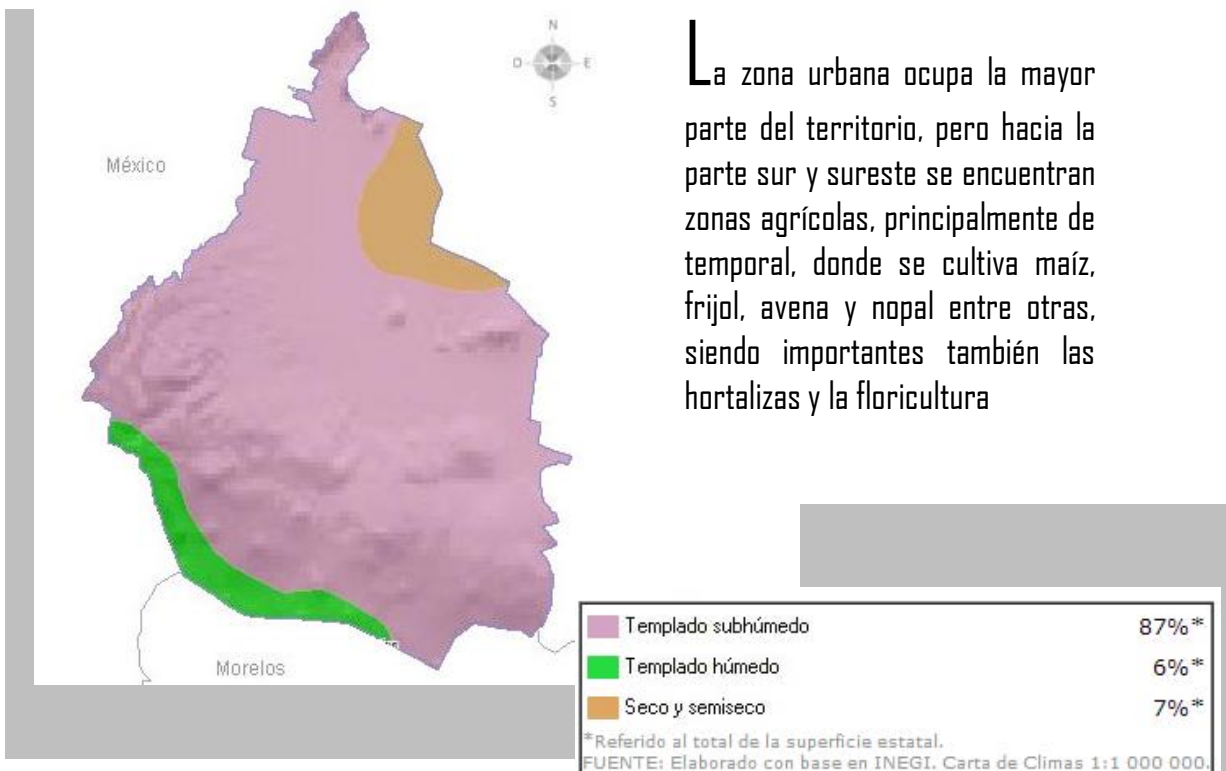 N
O
E
S
México
Morelos
La zona urbana ocupa la mayor
parte del territorio, pero hacia la
parte sur y sureste se encuentran
zonas agrícolas, principalmente de
temporal, donde se cultiva maíz,
frijol, avena y nopal entre otras,
siendo importantes también las
hortalizas y la floricultura
Templado subhúmedo 87%*
Templado húmedo 6%*
Seco y semiseco 7%*
*Referido al total de la superficie estatal.
FUENTE: Elaborado con base en INEGI. Carta de Climas 1:1 000 000.